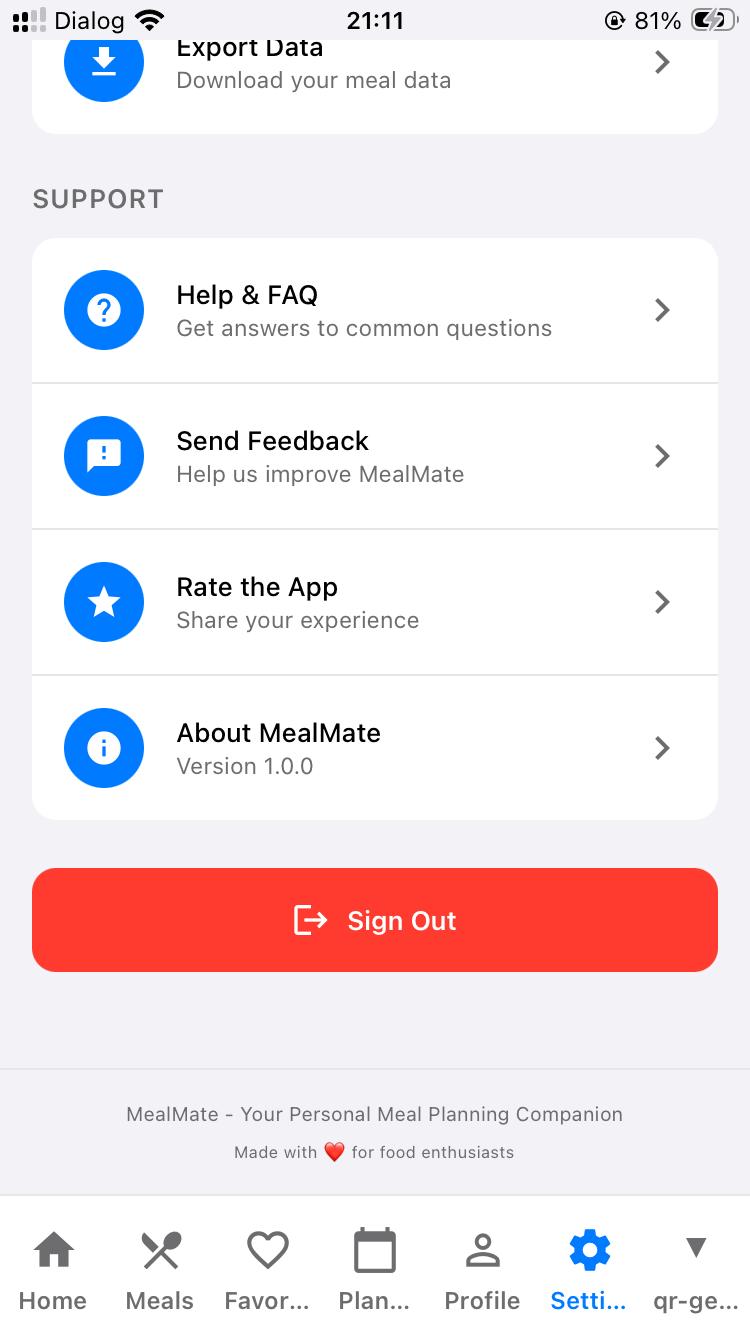 Dialog 21:11 81%
Export Data
Download your meal data
SUPPORT
Help & FAQ
Get answers to common questions
Send Feedback
Help us improve MealMate
Rate the App
Share your experience
About MealMate
Version 1.0.0
Sign Out
MealMate - Your Personal Meal Planning Companion
Made with ❤️ for food enthusiasts
Home Meals Favor... Plan... Profile Setti... qr-ge...